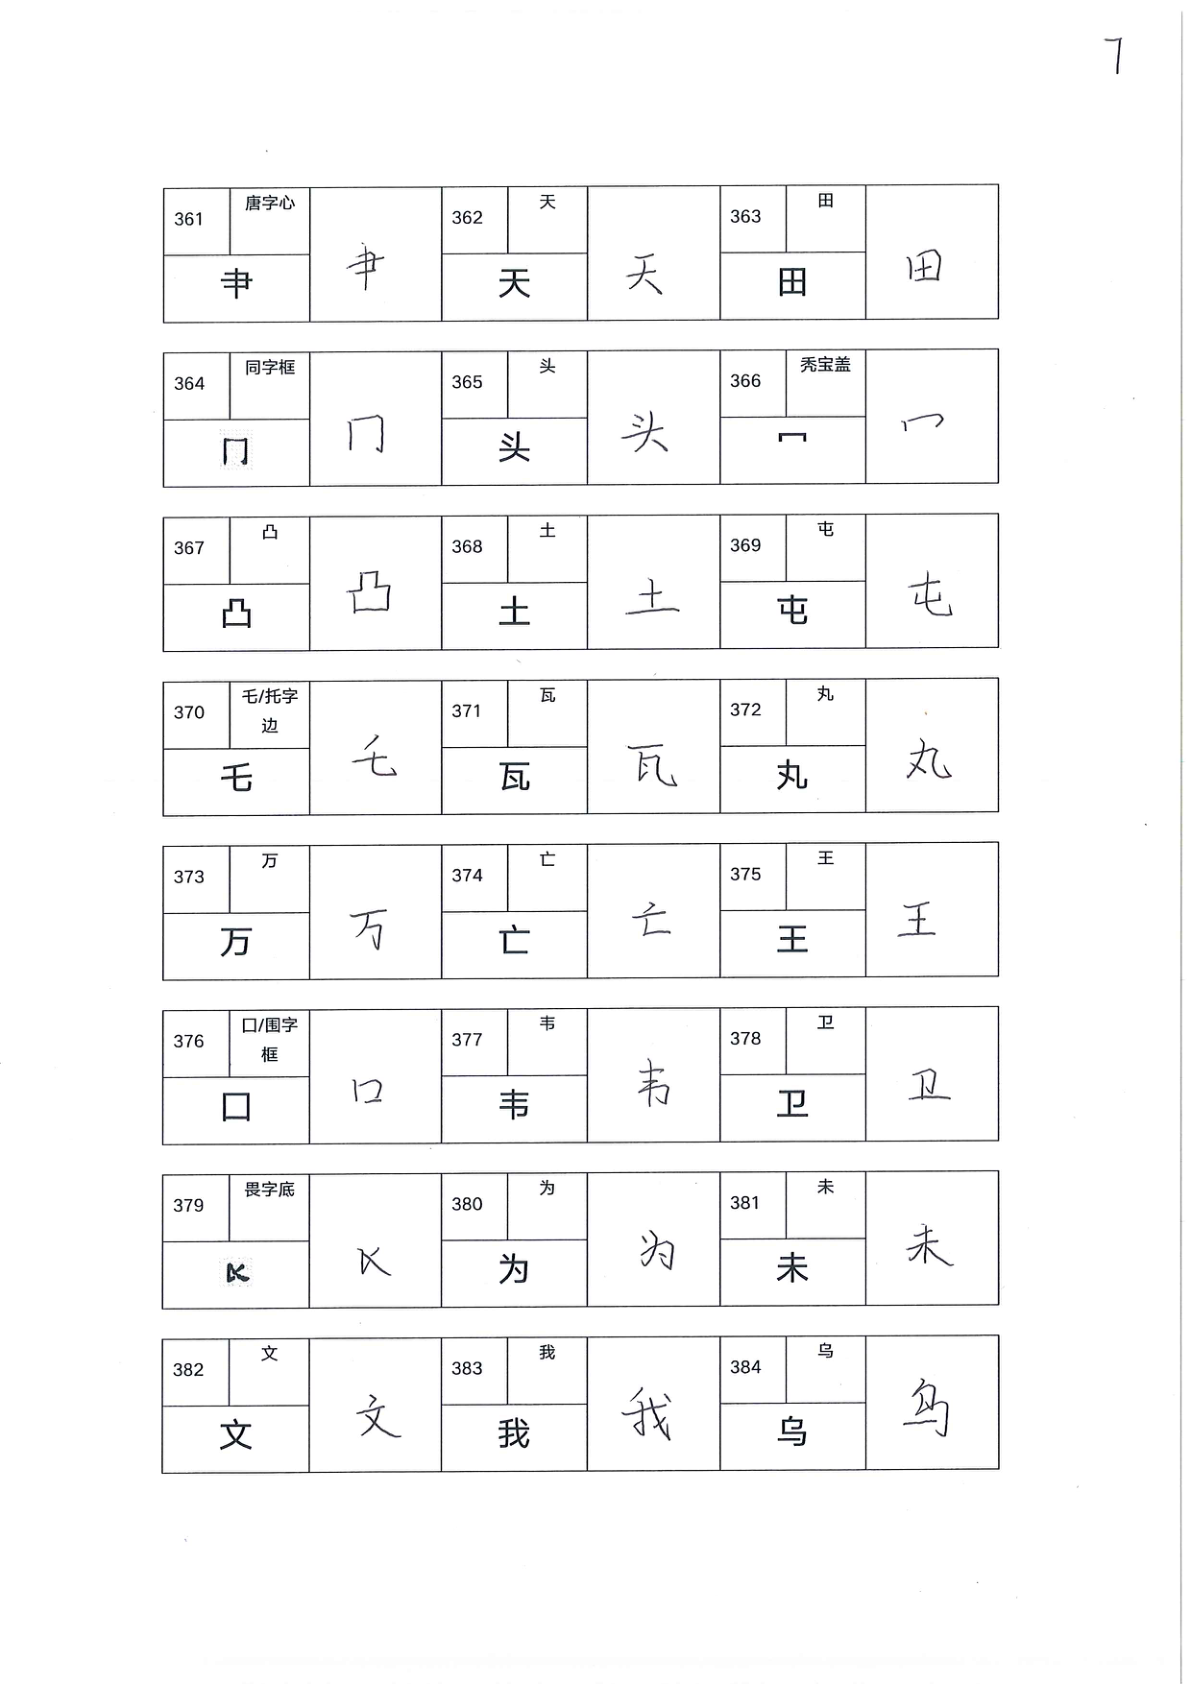 7
361 唐字心 362 天 363 田
肀 肀 天 天 田 田
364 同字框 365 头 366 秃宝盖
冂 冂 头 头 冖 冖
367 凸 368 土 369 屯
凸 凸 土 土 屯 屯
370 乇/托字 371 瓦 372 丸
边
乇 乇 瓦 瓦 丸 丸
373 万 374 亡 375 王
万 万 亡 亡 王 王
376 囗/围字 377 韦 378 卫
框
囗 囗 韦 韦 卫 卫
379 畏字底 380 为 381 未
为 为 未 未
382 文 383 我 384 乌
文 文 我 我 乌 乌